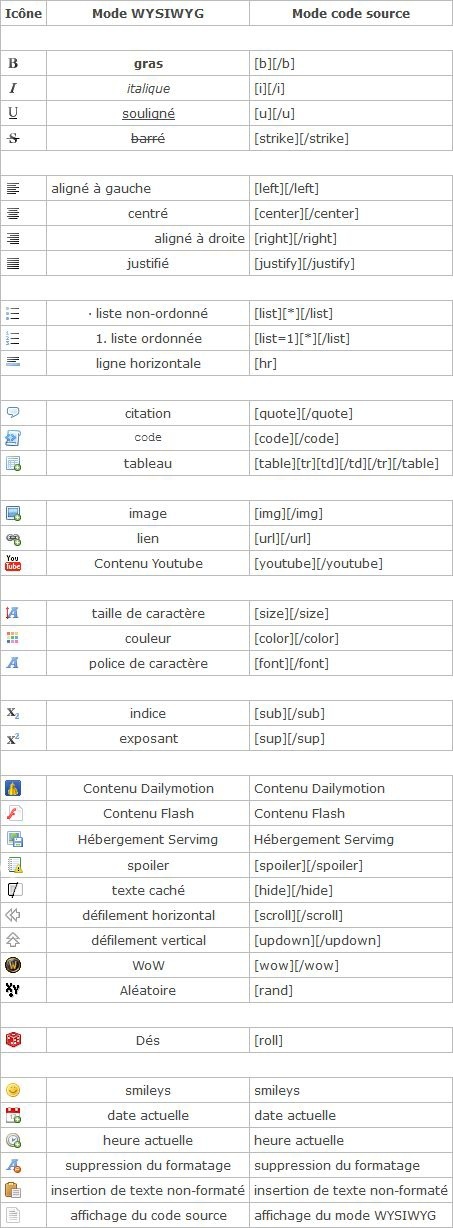 Icône Mode WYSIWYG Mode code source
B gras [b][/b]
I italique [i][/i]
U souligné [u][/u]
S barré [strike][/strike]
aligné à gauche [left][/left]
centré [center][/center]
aligné à droite [right][/right]
justifié [justify][/justify]
· liste non-ordonné [list][*][/list]
1. liste ordonnée [list=1][*][/list]
ligne horizontale [hr]
citation [quote][/quote]
code [code][/code]
tableau [table][tr][td][/td][/tr][/table]
image [img][/img]
lien [url][/url]
You Tube Contenu Youtube [youtube][/youtube]
A taille de caractère [size][/size]
couleur [color][/color]
A police de caractère [font][/font]
x2 indice [sub][/sub]
x² exposant [sup][/sup]
Contenu Dailymotion Contenu Dailymotion
Contenu Flash Contenu Flash
Hébergement Servimg Hébergement Servimg
spoiler [spoiler][/spoiler]
texte caché [hide][/hide]
défilement horizontal [scroll][/scroll]
défilement vertical [updown][/updown]
W WoW [wow][/wow]
XY Aléatoire [rand]
Dés [roll]
smileys smileys
date actuelle date actuelle
heure actuelle heure actuelle
A suppression du formatage suppression du formatage
insertion de texte non-formaté insertion de texte non-formaté
affichage du code source affichage du mode WYSIWYG